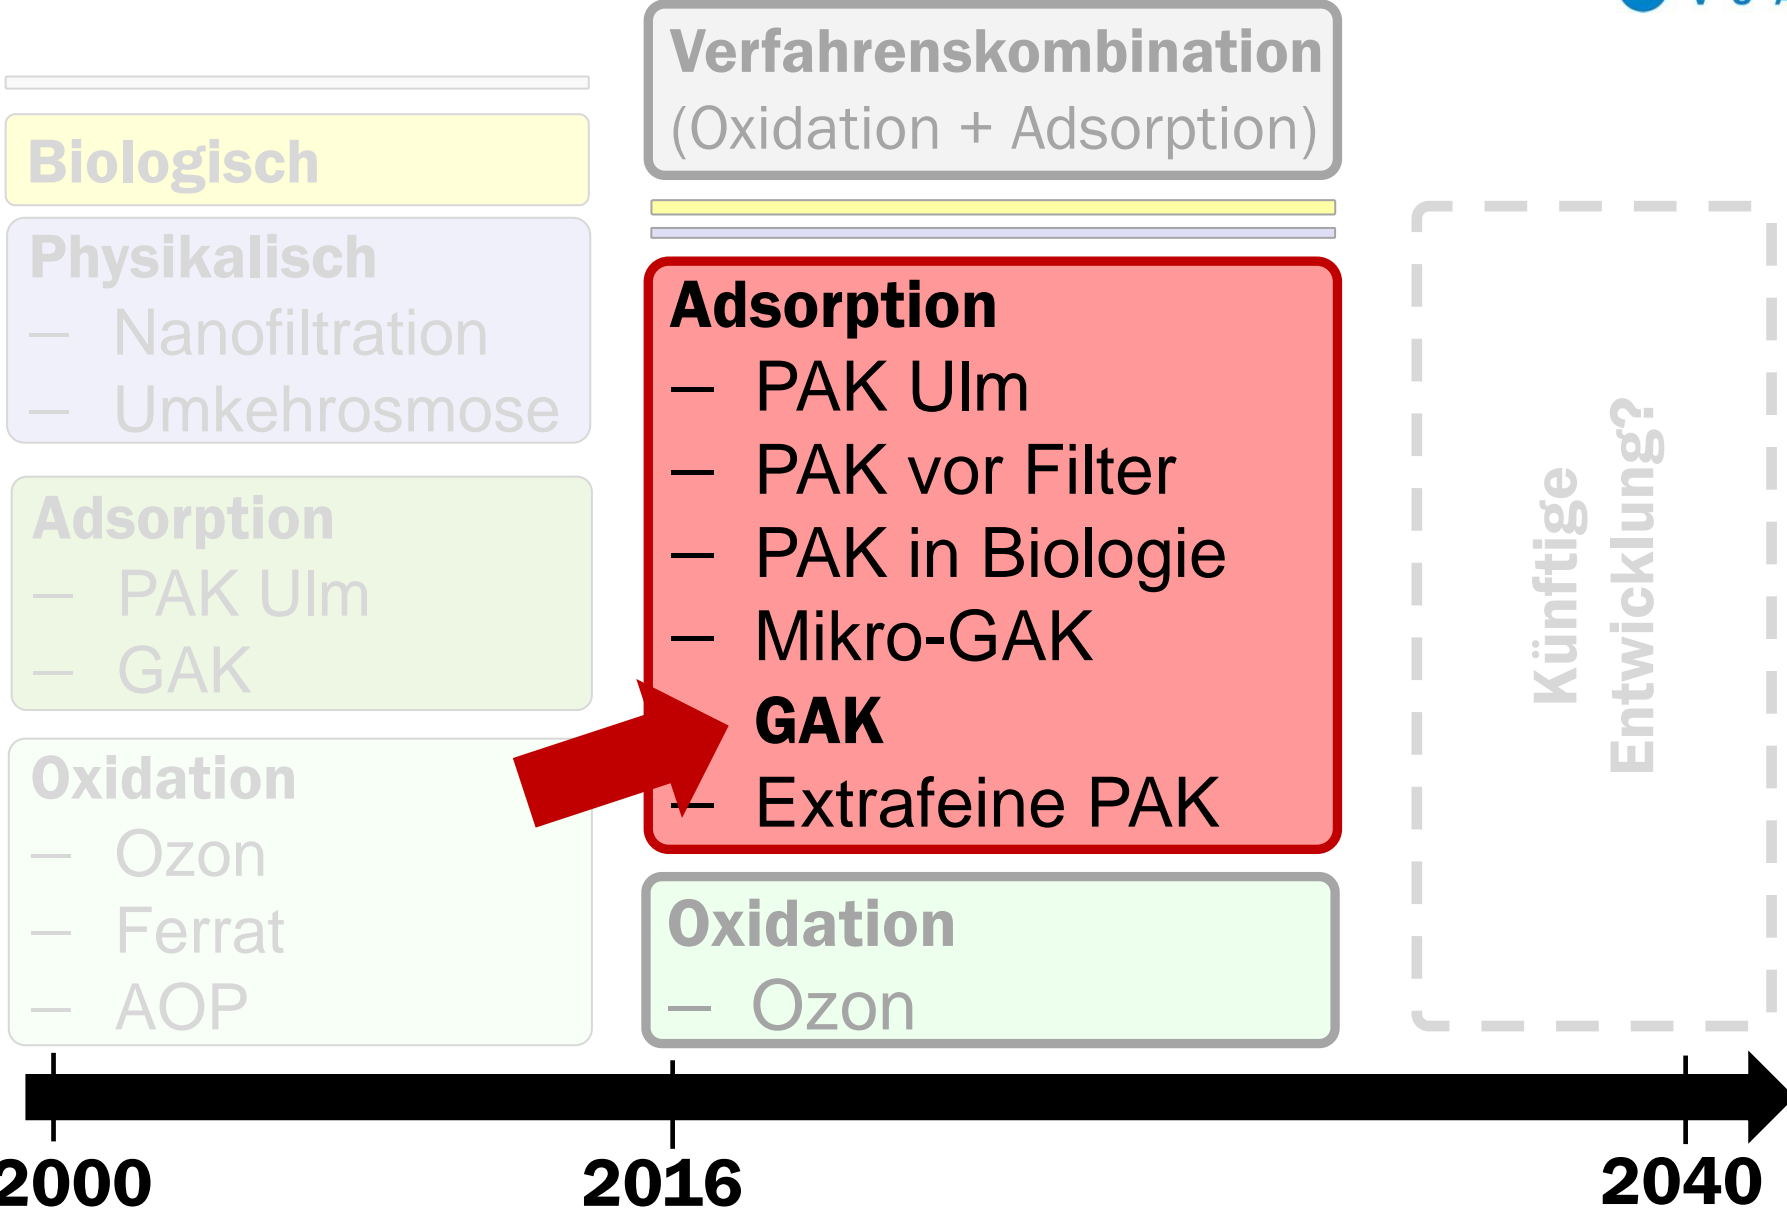 Biologisch
Physikalisch
– Nanofiltration
– Umkehrosmose
Adsorption
– PAK Ulm
– GAK
Oxidation
– Ozon
– Ferrat
– AOP
Verfahrenskombination
(Oxidation + Adsorption)
Adsorption
– PAK Ulm
– PAK vor Filter
– PAK in Biologie
– Mikro-GAK
GAK
– Extrafeine PAK
Oxidation
– Ozon
Künftige
Entwicklung?
2000
2016
2040